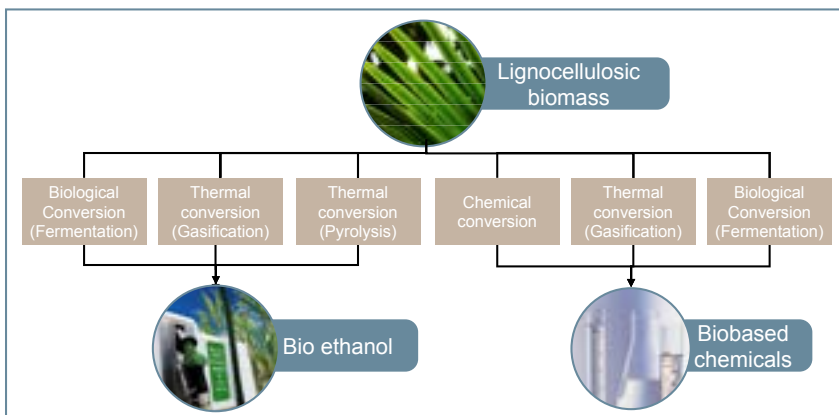 Lignocellulosic
biomass
Biological
Conversion
(Fermentation)
Thermal
conversion
(Gasification)
Thermal
conversion
(Pyrolysis)
Chemical
conversion
Thermal
conversion
(Gasification)
Biological
Conversion
(Fermentation)
Bio ethanol
Biobased
chemicals